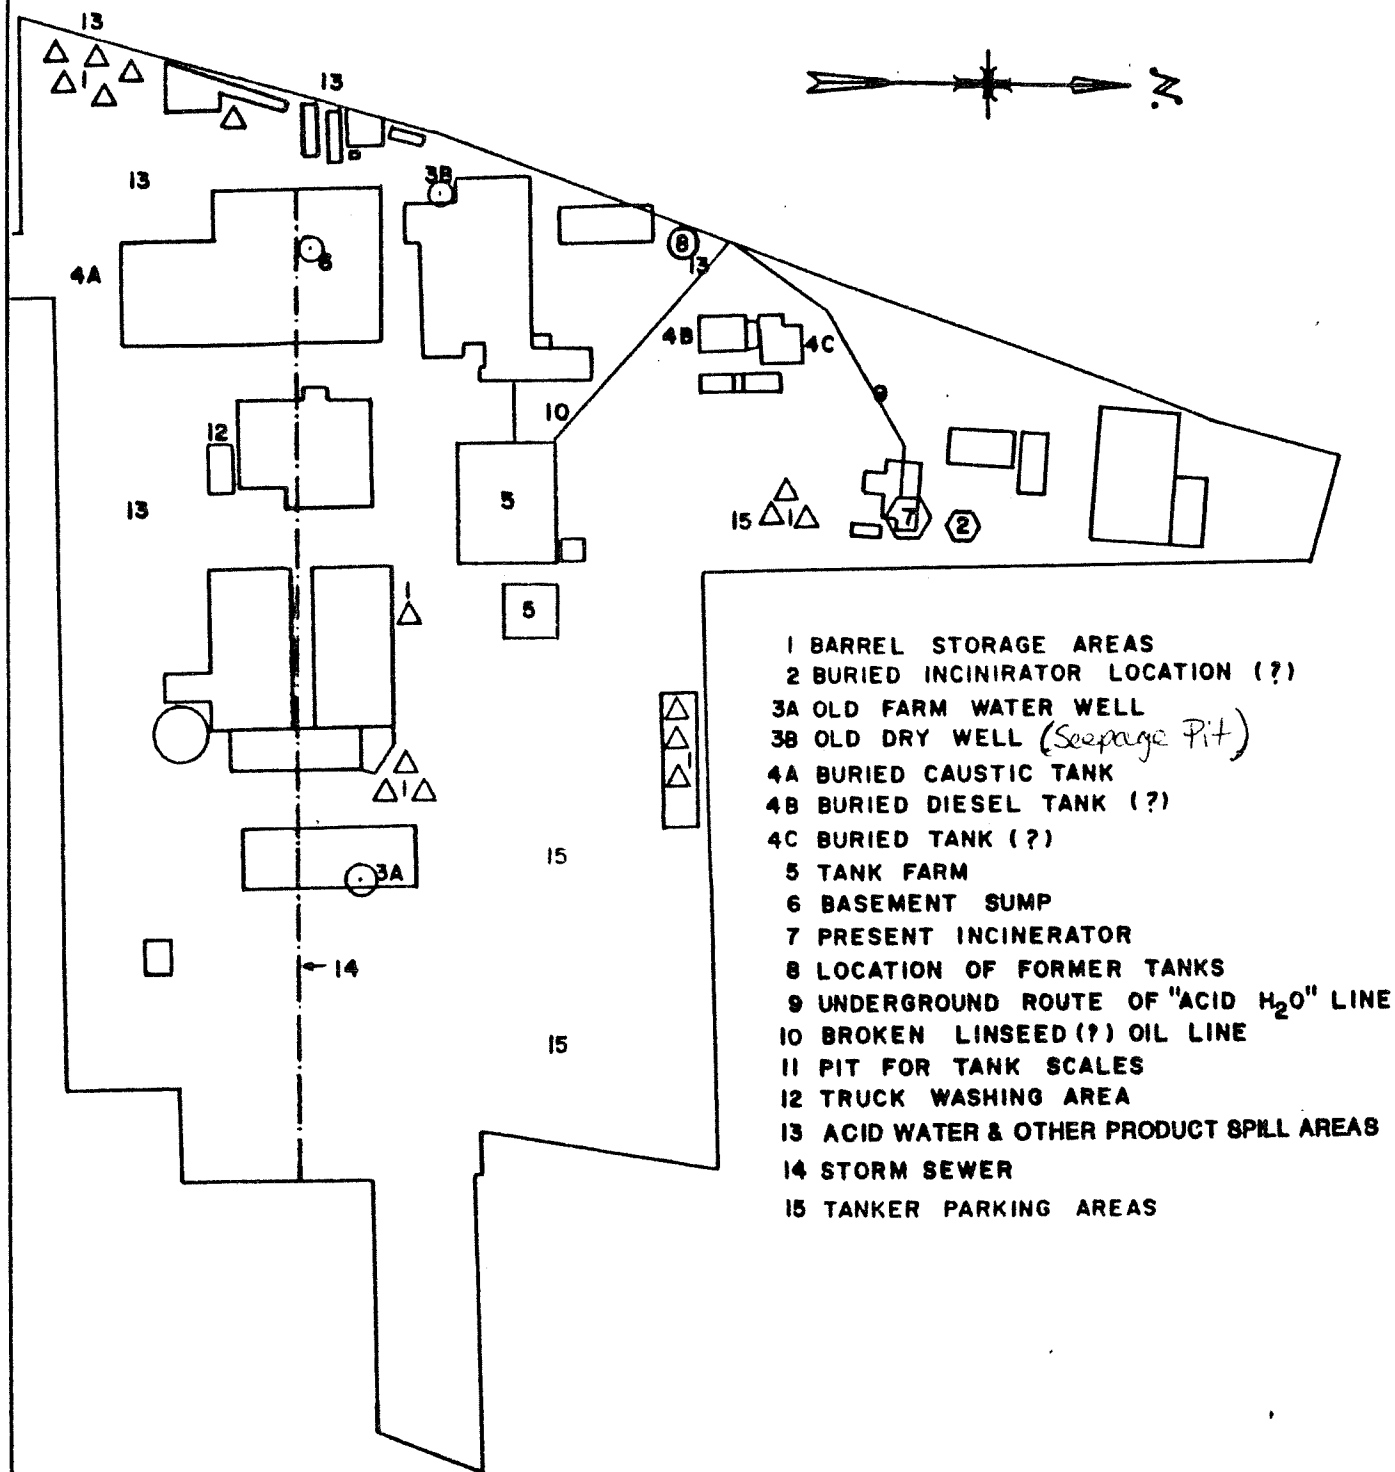 13
1
13
N.
13
3B
6
8
13
4A
4B
4C
10
9
12
13
5
15
1
7
2
5
1
1 BARREL STORAGE AREAS
2 BURIED INCINIRATOR LOCATION (?)
3A OLD FARM WATER WELL
3B OLD DRY WELL (Seepage Pit)
4A BURIED CAUSTIC TANK
4B BURIED DIESEL TANK (?)
4C BURIED TANK (?)
5 TANK FARM
6 BASEMENT SUMP
7 PRESENT INCINERATOR
8 LOCATION OF FORMER TANKS
9 UNDERGROUND ROUTE OF "ACID H₂O" LINE
10 BROKEN LINSEED (?) OIL LINE
11 PIT FOR TANK SCALES
12 TRUCK WASHING AREA
13 ACID WATER & OTHER PRODUCT SPILL AREAS
14 STORM SEWER
15 TANKER PARKING AREAS
1
1
15
3A
14
15